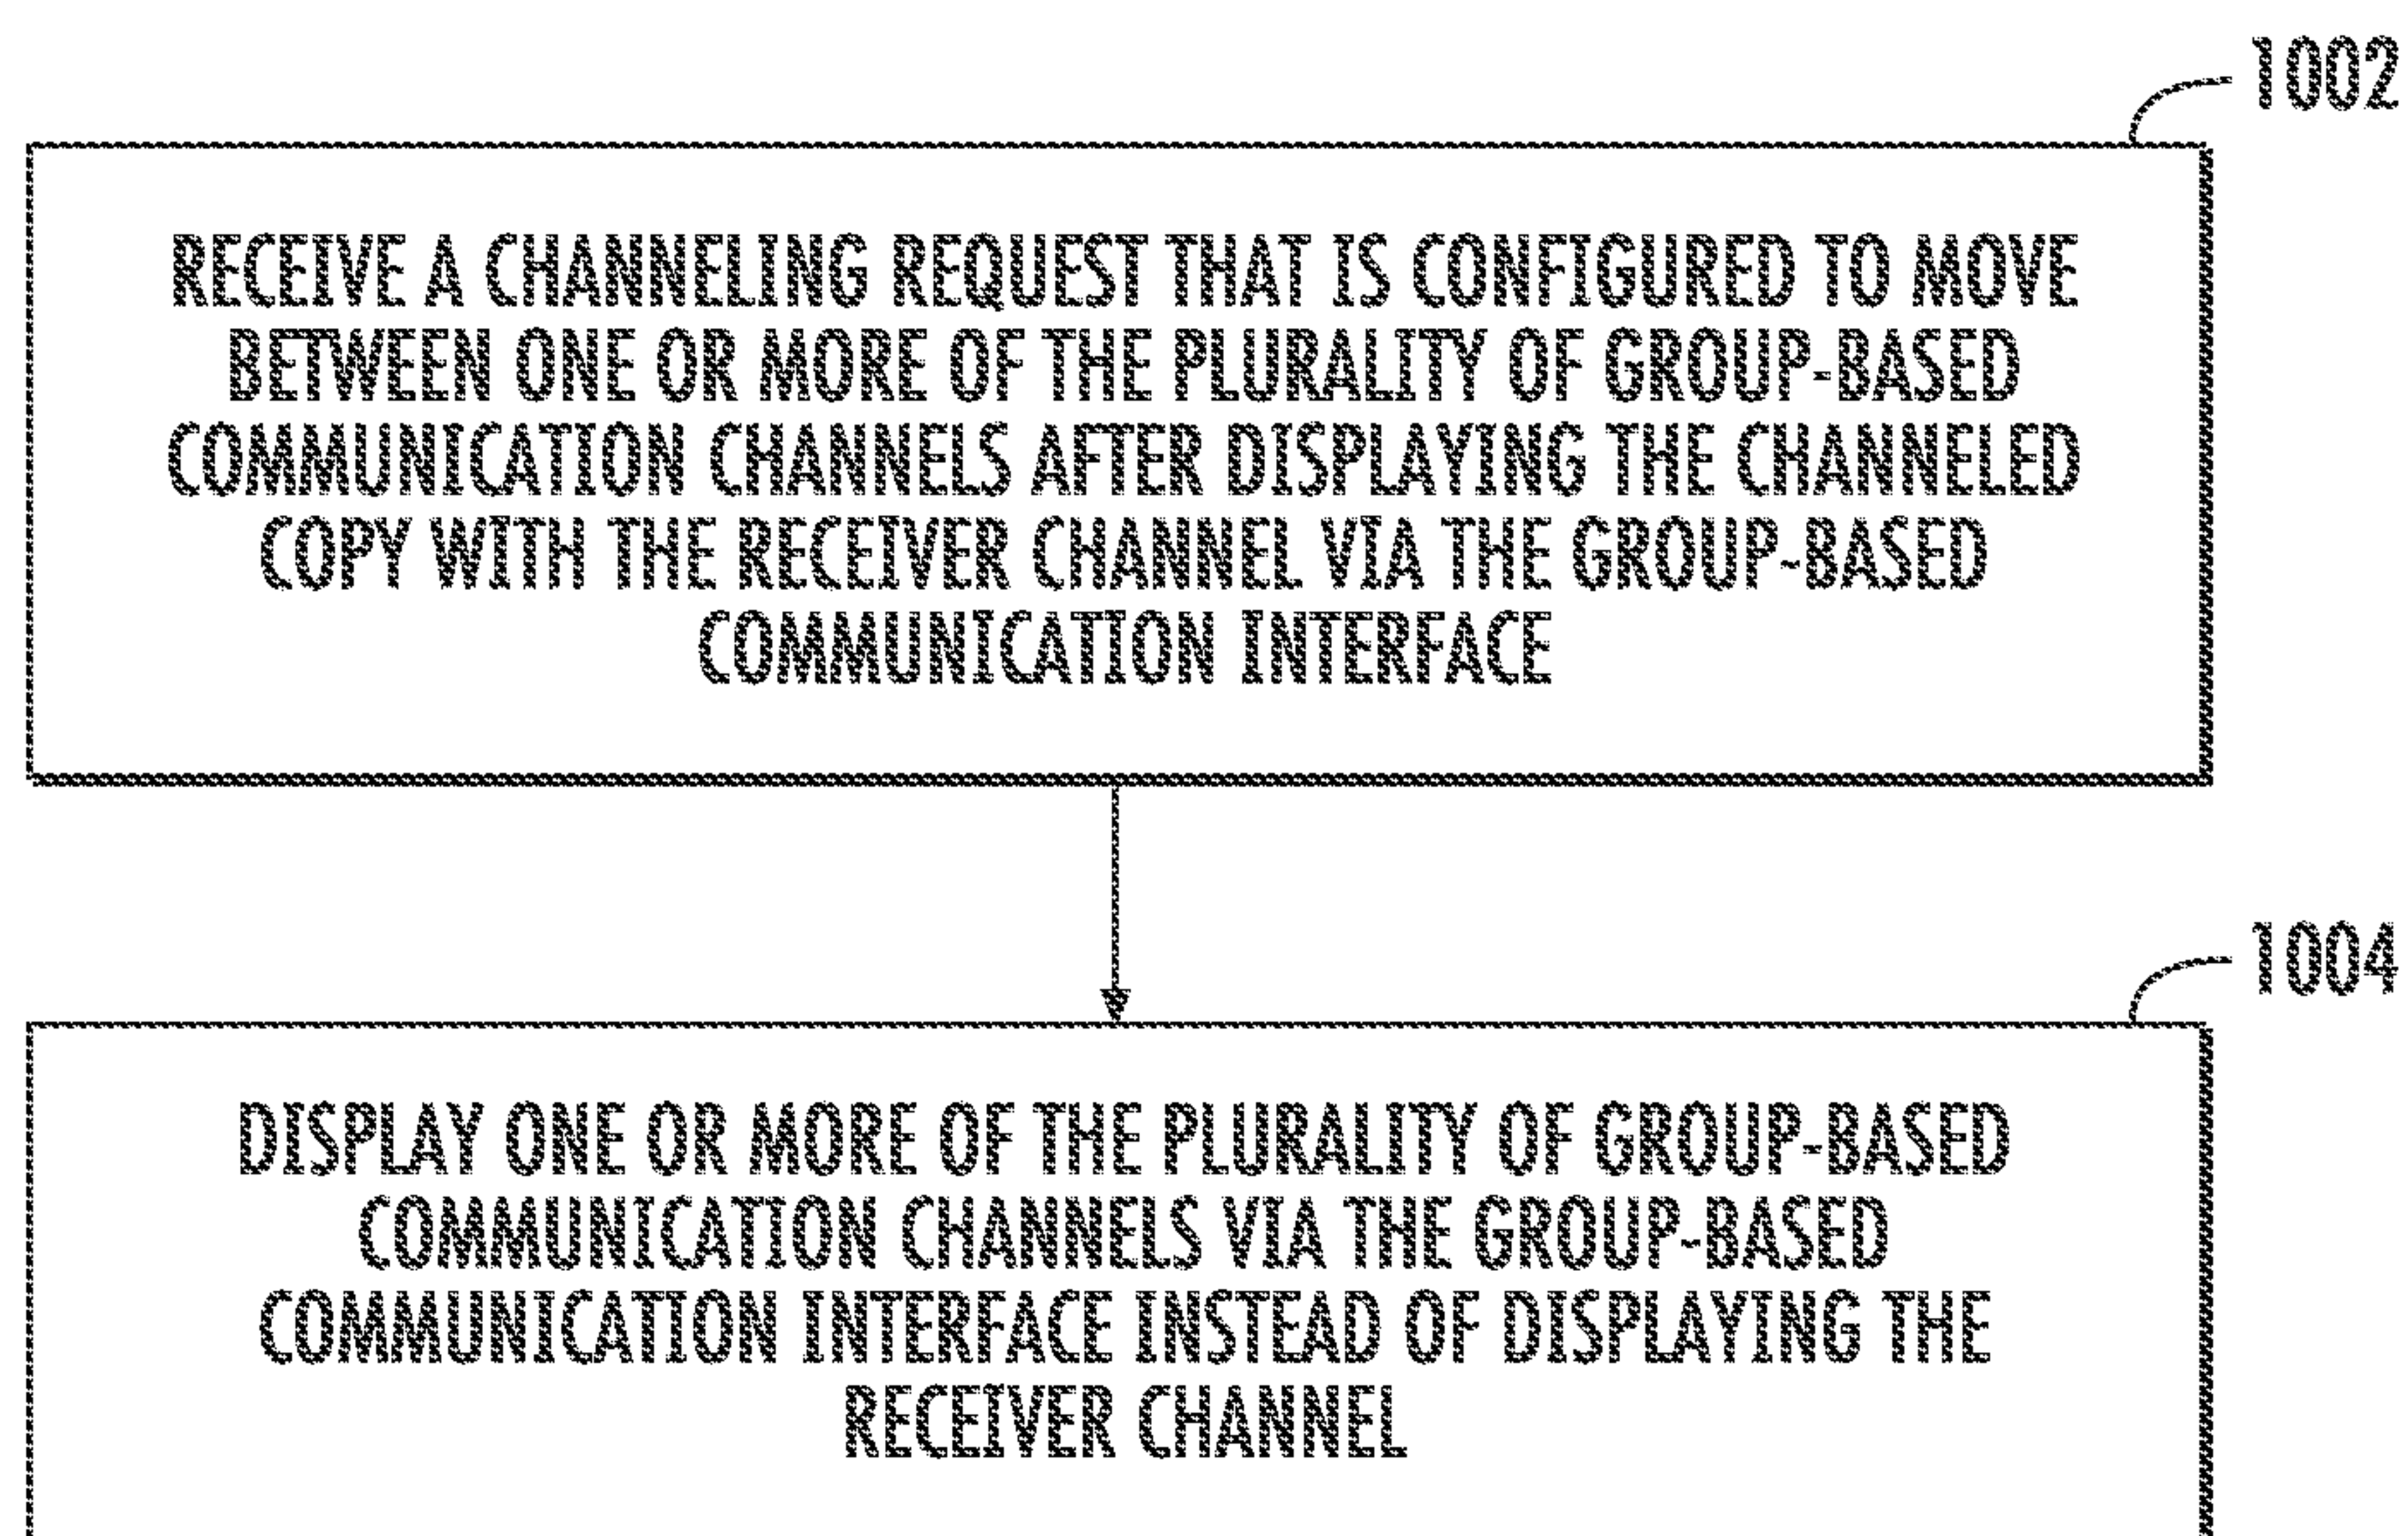 1002
RECEIVE A CHANNELING REQUEST THAT IS CONFIGURED TO MOVE
BETWEEN ONE OR MORE OF THE PLURALITY OF GROUP-BASED
COMMUNICATION CHANNELS AFTER DISPLAYING THE CHANNELED
COPY WITH THE RECEIVER CHANNEL VIA THE GROUP-BASED
COMMUNICATION INTERFACE
1004
DISPLAY ONE OR MORE OF THE PLURALITY OF GROUP-BASED
COMMUNICATION CHANNELS VIA THE GROUP-BASED
COMMUNICATION INTERFACE INSTEAD OF DISPLAYING THE
RECEIVER CHANNEL